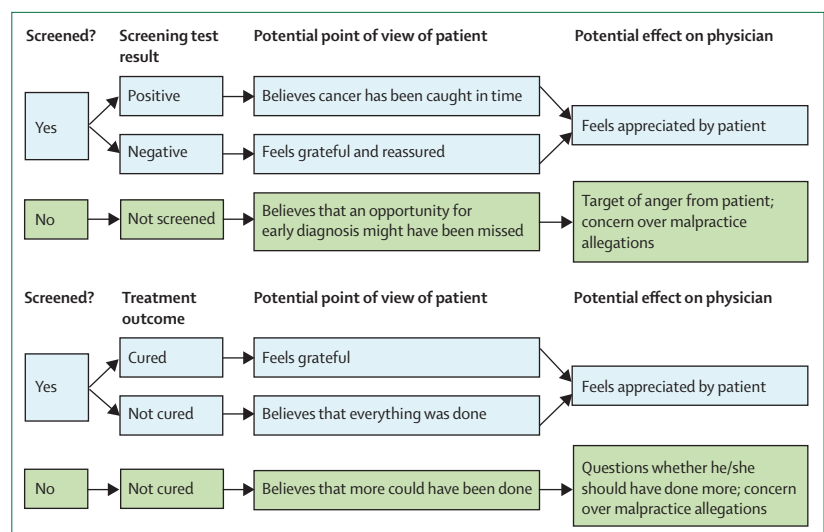 Screened?
Screening test
result
Potential point of view of patient
Potential effect on physician
Yes
Positive
Believes cancer has been caught in time
Feels appreciated by patient
Negative
Feels grateful and reassured
No
Not screened
Believes that an opportunity for
early diagnosis might have been missed
Target of anger from patient;
concern over malpractice
allegations
Screened?
Treatment
outcome
Potential point of view of patient
Potential effect on physician
Yes
Cured
Feels grateful
Feels appreciated by patient
Not cured
Believes that everything was done
No
Not cured
Believes that more could have been done
Questions whether he/she
should have done more; concern
over malpractice allegations